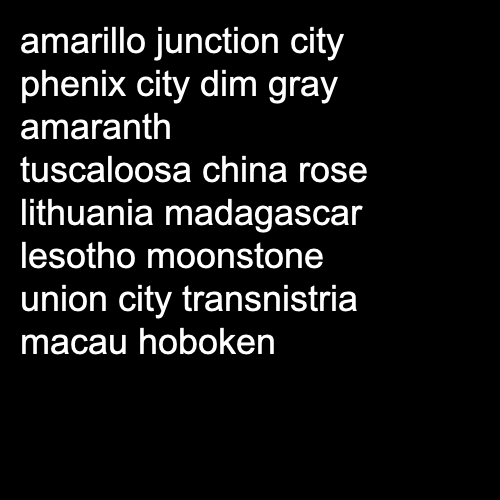 amarillo junction city
phenix city dim gray
amaranth
tuscaloosa china rose
lithuania madagascar
lesotho moonstone
union city transnistria
macau hoboken